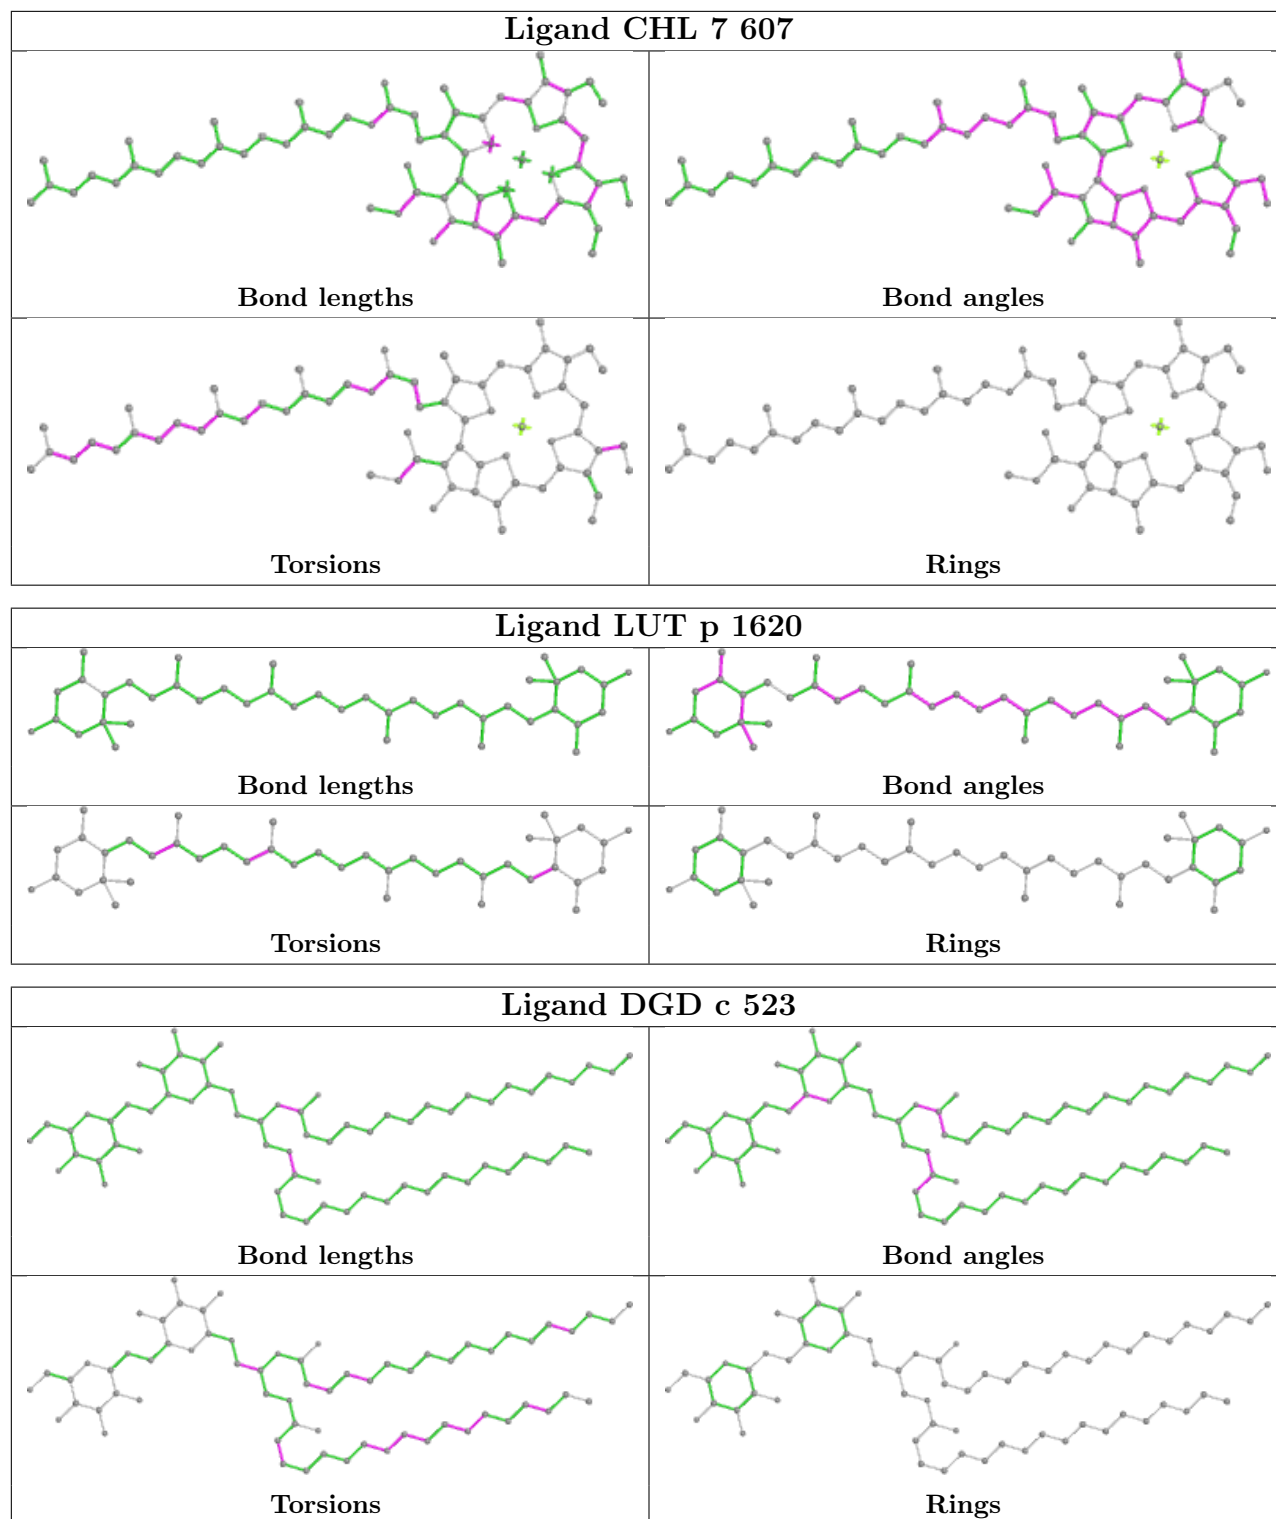 Ligand CHL 7 607
Bond lengths
Bond angles
Torsions
Rings
Ligand LUT p 1620
Bond lengths
Bond angles
Torsions
Rings
Ligand DGD c 523
Bond lengths
Bond angles
Torsions
Rings